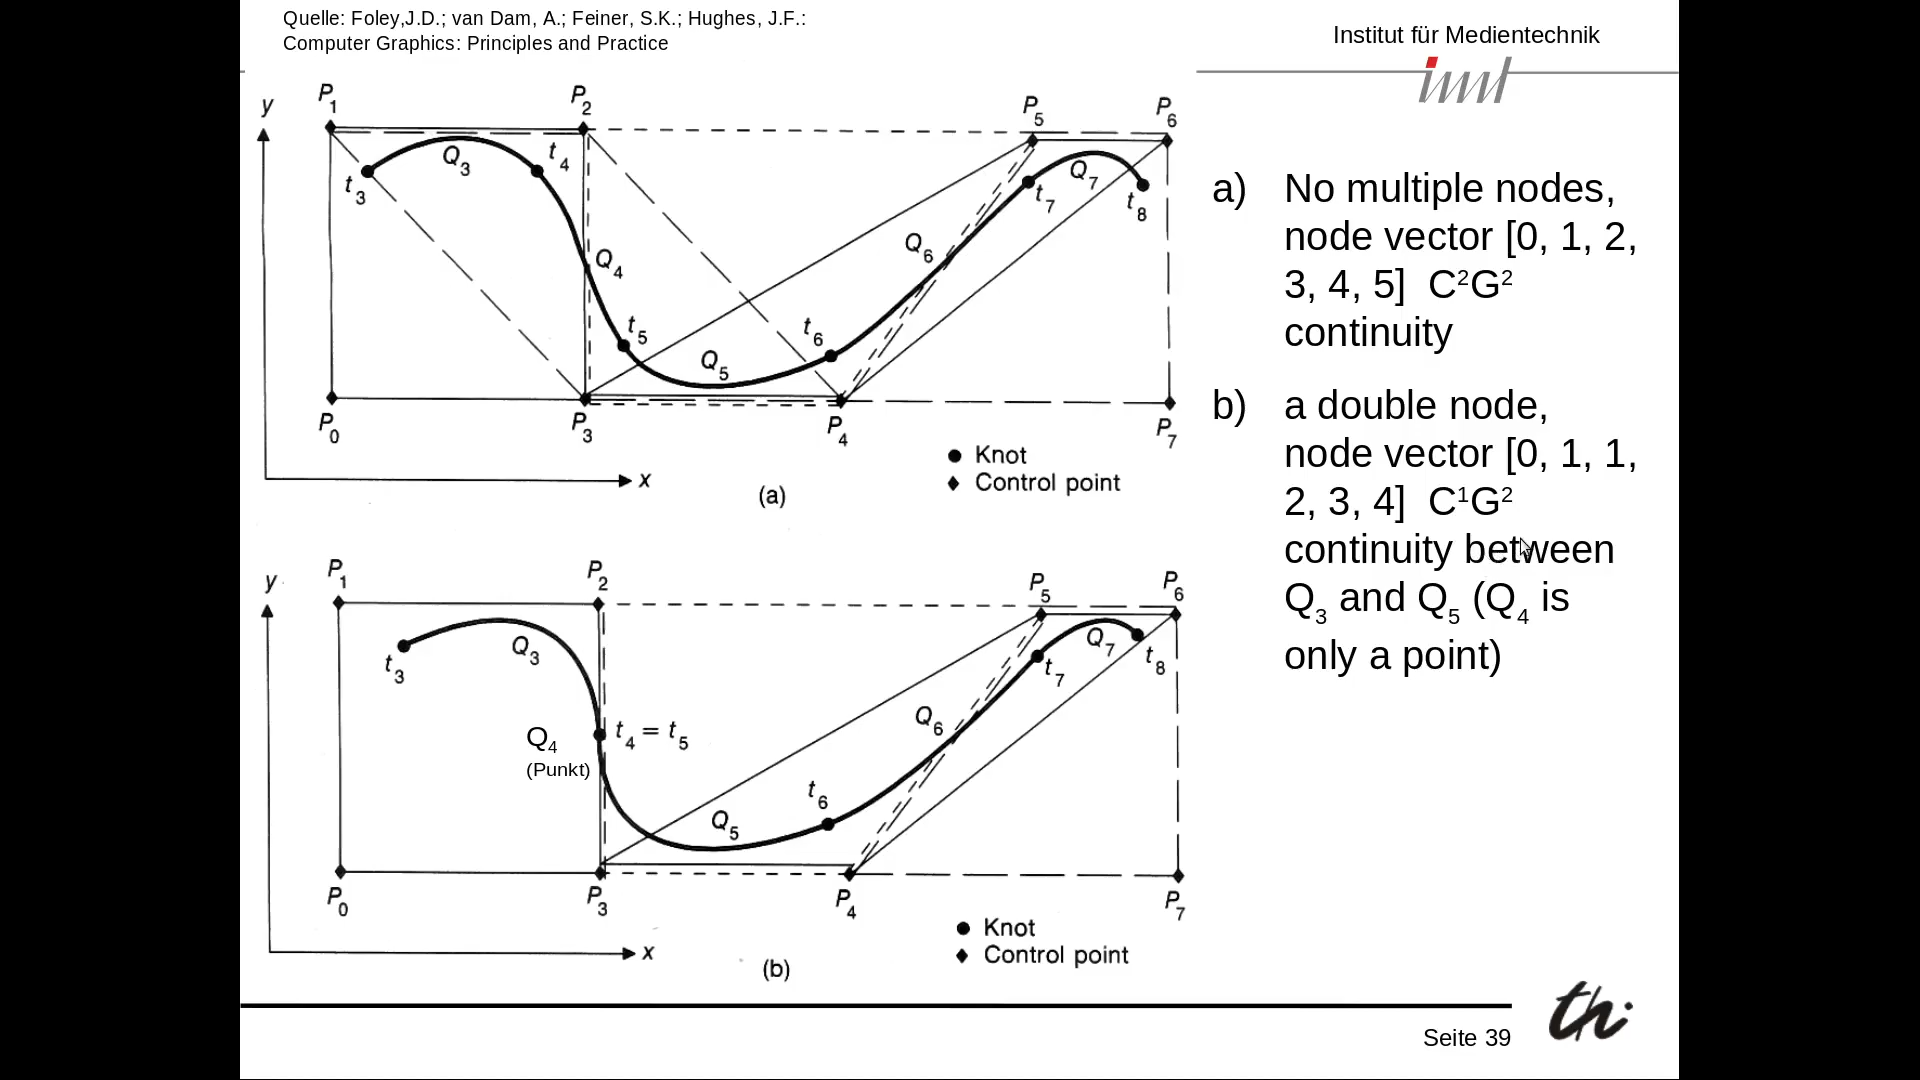 Quelle: Foley,J.D.; van Dam, A.; Feiner, S.K.; Hughes, J.F.:
Computer Graphics: Principles and Practice
Institut für Medientechnik
imt
y
P1
P2
P5
P6
t3
Q3
t4
Q4
t5
Q5
t6
Q6
t7
Q7
t8
P0
P3
P4
P7
x
Knot
Control point
(a)
y
P1
P2
P5
P6
t3
Q3
Q4
(Punkt)
t4 = t5
Q5
t6
Q6
t7
Q7
t8
P0
P3
P4
P7
x
Knot
Control point
(b)
a) No multiple nodes,
node vector [0, 1, 2,
3, 4, 5] C²G²
continuity
b) a double node,
node vector [0, 1, 1,
2, 3, 4] C¹G²
continuity between
Q3 and Q5 (Q4 is
only a point)
th
Seite 39